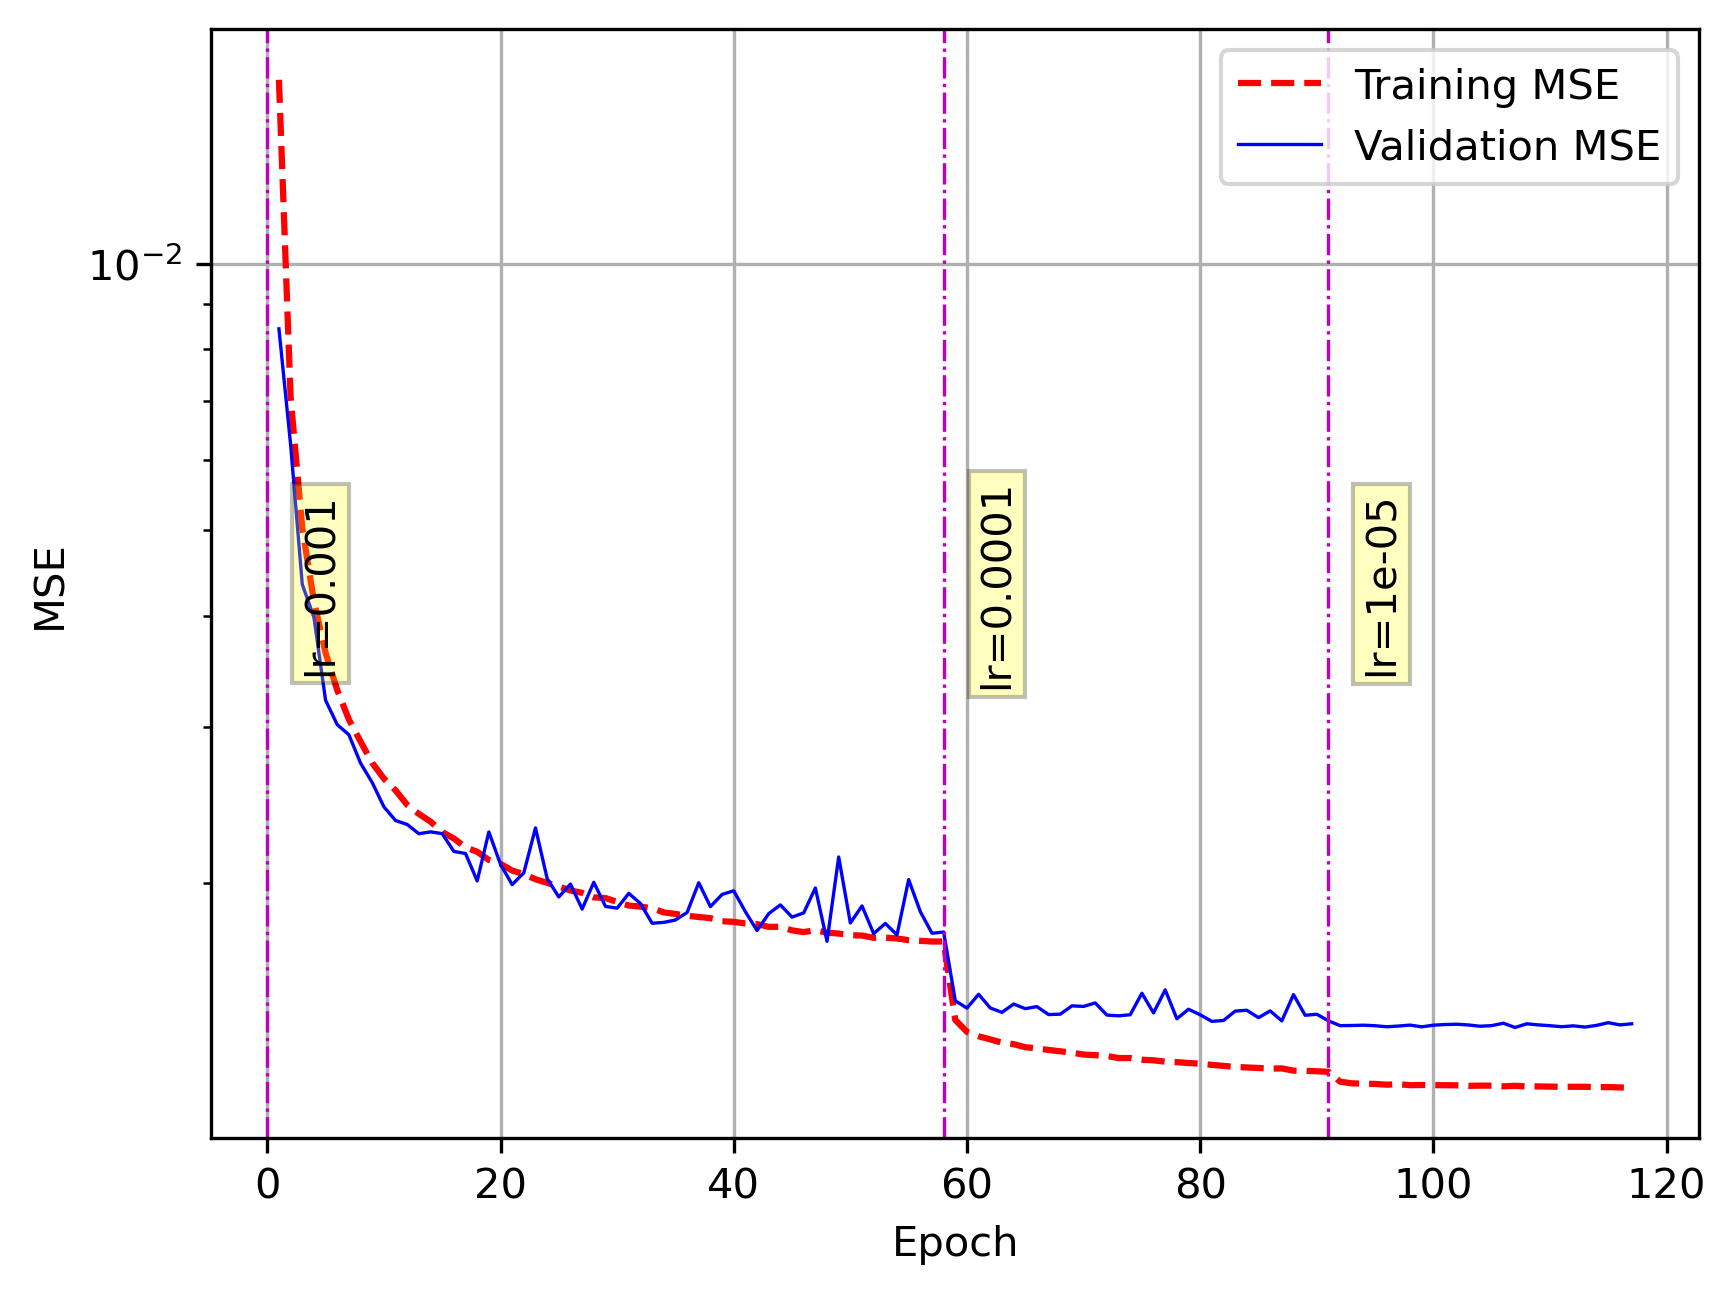 Training MSE
Validation MSE
10⁻²
MSE
lr=0.001
lr=0.0001
lr=1e-05
0 20 40 60 80 100 120
Epoch